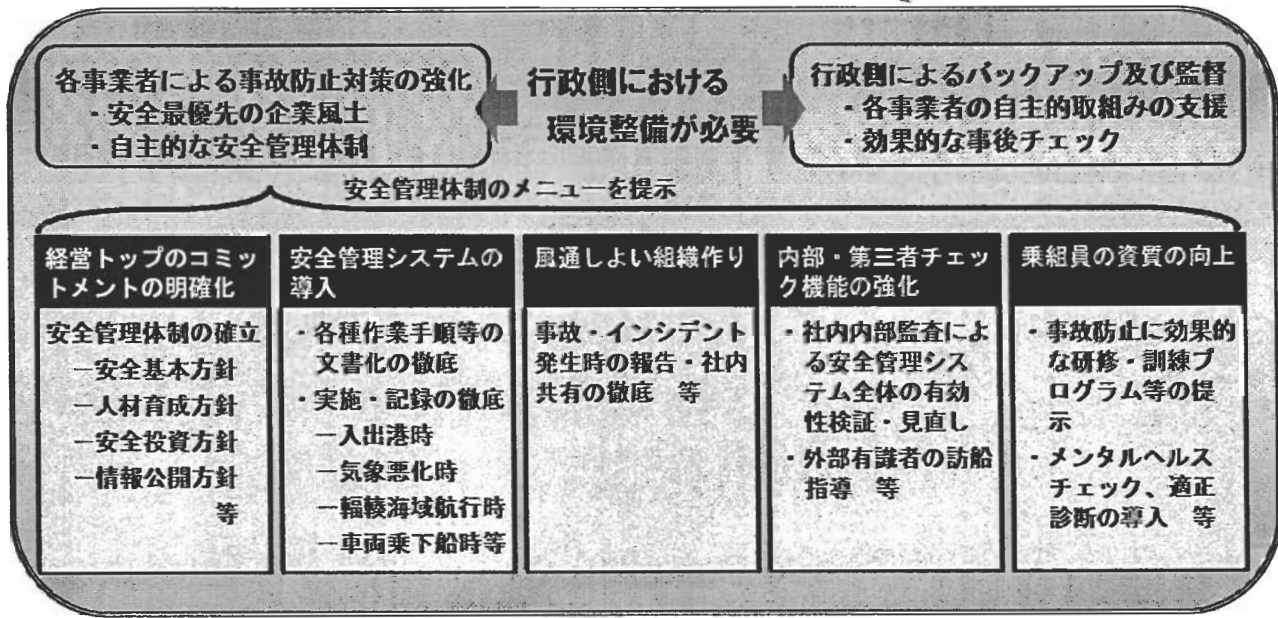 各事業者による事故防止対策の強化
・安全最優先の企業風土
・自主的な安全管理体制
行政側における
環境整備が必要
行政側によるバックアップ及び監督
・各事業者の自主的取組みの支援
・効果的な事後チェック
安全管理体制のメニューを提示
経営トップのコミッ
トメントの明確化
安全管理体制の確立
―安全基本方針
―人材育成方針
―安全投資方針
―情報公開方針
等
安全管理システムの
導入
・各種作業手順等の
文書化の徹底
・実施・記録の徹底
―入出港時
―気象悪化時
―輻輳海域航行時
―車両乗下船時等
風通しよい組織作り
事故・インシデント
発生時の報告・社内
共有の徹底 等
内部・第三者チェッ
ク機能の強化
・社内内部監査によ
る安全管理シス
テム全体の有効
性検証・見直し
・外部有識者の訪船
指導 等
乗組員の資質の向上
・事故防止に効果的
な研修・訓練プ
ログラム等の提
示
・メンタルヘルス
チェック、適正
診断の導入 等